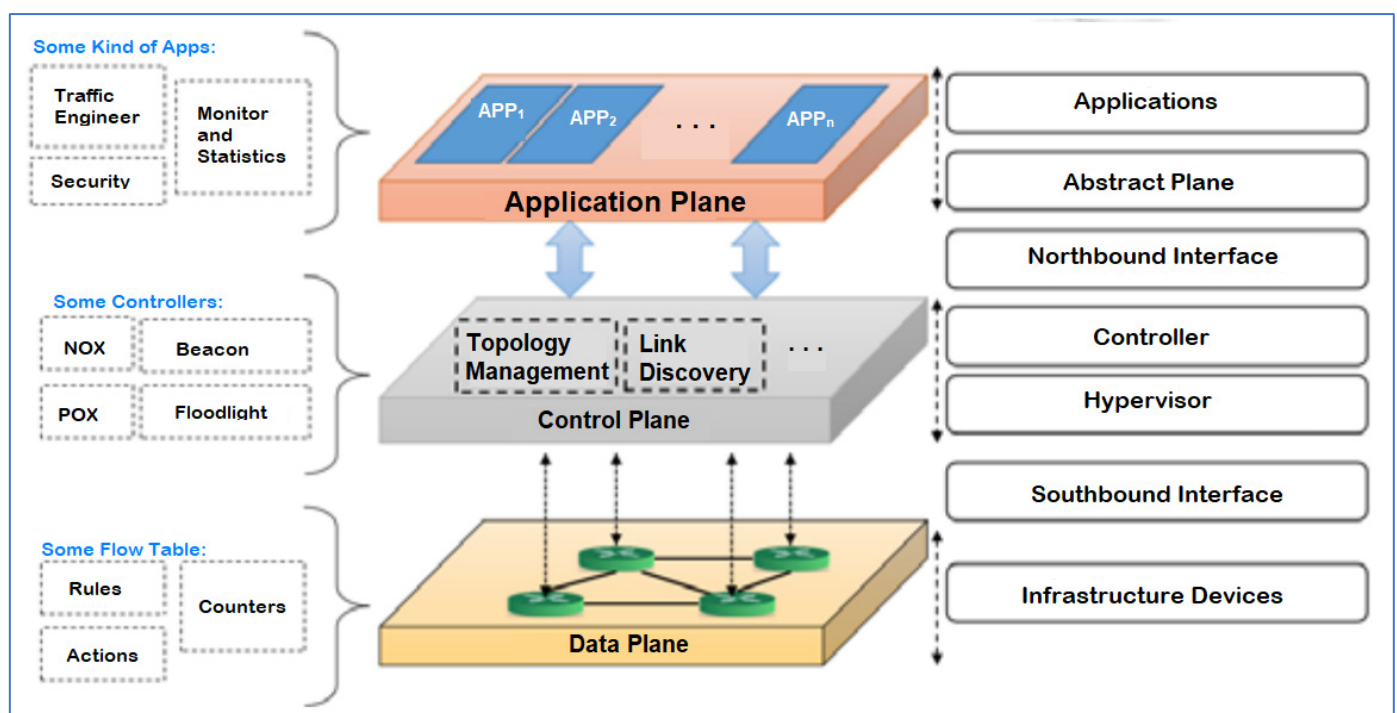 Some Kind of Apps:
Traffic
Engineer
Monitor
and
Statistics
Security
APP1
APP2
. . .
APPn
Application Plane
Applications
Abstract Plane
Northbound Interface
Some Controllers:
NOX
Beacon
POX
Floodlight
Topology
Management
Link
Discovery
. . .
Control Plane
Controller
Hypervisor
Southbound Interface
Some Flow Table:
Rules
Counters
Actions
Data Plane
Infrastructure Devices